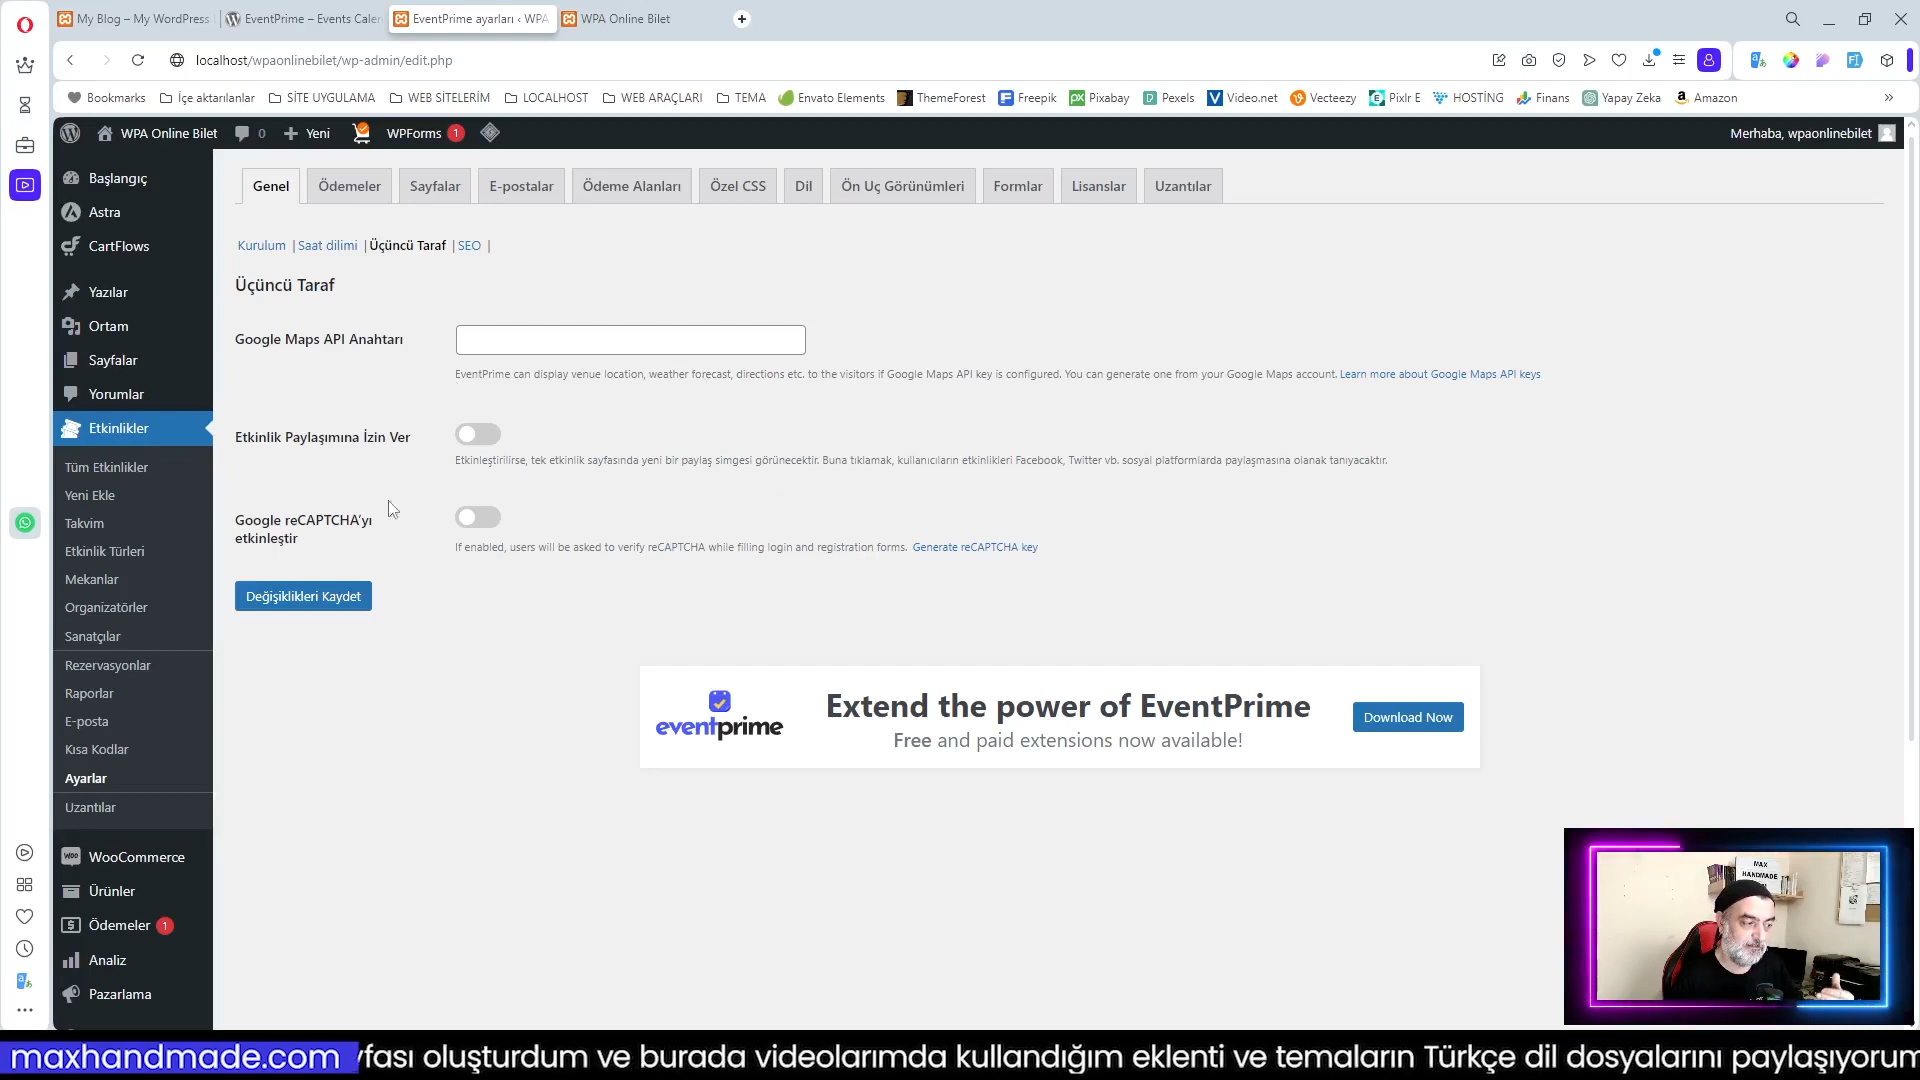 My Blog – My WordPress
EventPrime – Events Calen
EventPrime ayarları ‹ WPA
WPA Online Bilet
localhost/wpaonlinebilet/wp-admin/edit.php
Bookmarks
İçe aktarılanlar
SİTE UYGULAMA
WEB SİTELERİM
LOCALHOST
WEB ARAÇLARI
TEMA
Envato Elements
ThemeForest
Freepik
Pixabay
Pexels
Video.net
Vecteezy
Pixlr E
HOSTİNG
Finans
Yapay Zeka
Amazon
WPA Online Bilet
0
Yeni
WPForms 1
Merhaba, wpaonlinebilet
Başlangıç
Astra
CartFlows
Yazılar
Ortam
Sayfalar
Yorumlar
Etkinlikler
Tüm Etkinlikler
Yeni Ekle
Takvim
Etkinlik Türleri
Mekanlar
Organizatörler
Sanatçılar
Rezervasyonlar
Raporlar
E-posta
Kısa Kodlar
Ayarlar
Uzantılar
WooCommerce
Ürünler
Ödemeler 1
Analiz
Pazarlama
Genel
Ödemeler
Sayfalar
E-postalar
Ödeme Alanları
Özel CSS
Dil
Ön Uç Görünümleri
Formlar
Lisanslar
Uzantılar
Kurulum | Saat dilimi | Üçüncü Taraf | SEO |
Üçüncü Taraf
Google Maps API Anahtarı
EventPrime can display venue location, weather forecast, directions etc. to the visitors if Google Maps API key is configured. You can generate one from your Google Maps account. Learn more about Google Maps API keys
Etkinlik Paylaşımına İzin Ver
Etkinleştirilirse, tek etkinlik sayfasında yeni bir paylaş simgesi görünecektir. Buna tıklamak, kullanıcıların etkinlikleri Facebook, Twitter vb. sosyal platformlarda paylaşmasına olanak tanıyacaktır.
Google reCAPTCHA'yı
etkinleştir
If enabled, users will be asked to verify reCAPTCHA while filling login and registration forms. Generate reCAPTCHA key
Değişiklikleri Kaydet
eventprime
Extend the power of EventPrime
Free and paid extensions now available!
Download Now
MAX
HANDMADE
maxhandmade.com
yfası oluşturdum ve burada videolarımda kullandığım eklenti ve temaların Türkçe dil dosyalarını paylaşıyorum